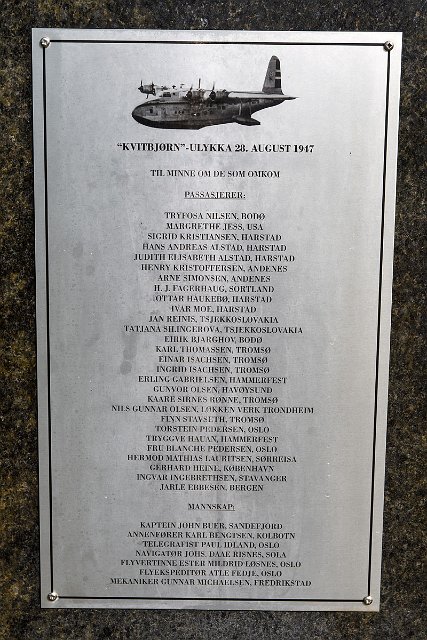 "KVITBJØRN"-ULYKKA 28. AUGUST 1947
TIL MINNE OM DE SOM OMKOM
PASSASJERER:
TRYFOSA NILSEN, BODØ
MARGRETHE JESS, USA
SIGRID KRISTIANSEN, HARSTAD
HANS ANDREAS ALSTAD, HARSTAD
JUDITH ELISABETH ALSTAD, HARSTAD
HENRY KRISTOFFERSEN, ANDENES
ARNE SIMONSEN, ANDENES
H. J. FAGERHAUG, SORTLAND
OTTAR HAUKEBØ, HARSTAD
IVAR MOE, HARSTAD
JAN REINIS, TSJEKKOSLOVAKIA
TATJANA SILINGEROVA, TSJEKKOSLOVAKIA
EIRIK BJARGHOV, BODØ
KARL THOMASSEN, TROMSØ
EINAR ISACHSEN, TROMSØ
INGRID ISACHSEN, TROMSØ
ERLING GABRIELSEN, HAMMERFEST
GUNVOR OLSEN, HAVØYSUND
KAARE SIRNES RØNNE, TROMSØ
NILS GUNNAR OLSEN, LØKKEN VERK TRONDHEIM
FINN STAVSETH, TROMSØ
TORSTEIN PEDERSEN, OSLO
TRYGGVE HAUAN, HAMMERFEST
FRU BLANCHE PEDERSEN, OSLO
HERMOD MATHIAS LAURITSEN, SØRREISA
GERHARD HEINE, KØBENHAVN
INGVAR INGEBRETHSEN, STAVANGER
JARLE EBBESEN, BERGEN
MANNSKAP:
KAPTEIN JOHN BUER, SANDEFJORD
ANNENFØRER KARL BENGTSEN, KOLBOTN
TELEGRAFIST PAUL IDLAND, OSLO
NAVIGATØR JOHS. DAAE RISNES, SOLA
FLYVERTINNE ESTER MILDRID LØSNES, OSLO
FLYEKSPEDITØR ATLE FEDJE, OSLO
MEKANIKER GUNNAR MICHAELSEN, FREDRIKSTAD